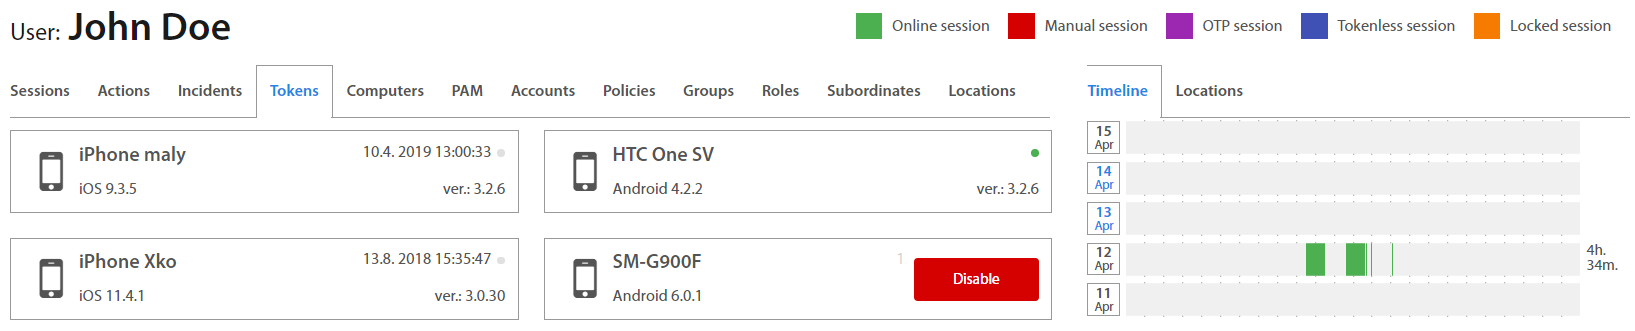 User: John Doe
Online session Manual session OTP session Tokenless session Locked session
Sessions Actions Incidents Tokens Computers PAM Accounts Policies Groups Roles Subordinates Locations
iPhone maly 10.4. 2019 13:00:33
iOS 9.3.5 ver.: 3.2.6
HTC One SV
Android 4.2.2 ver.: 3.2.6
iPhone Xko 13.8. 2018 15:35:47
iOS 11.4.1 ver.: 3.0.30
SM-G900F 1
Android 6.0.1
Disable
Timeline Locations
15
Apr
14
Apr
13
Apr
12
Apr
4h.
34m.
11
Apr